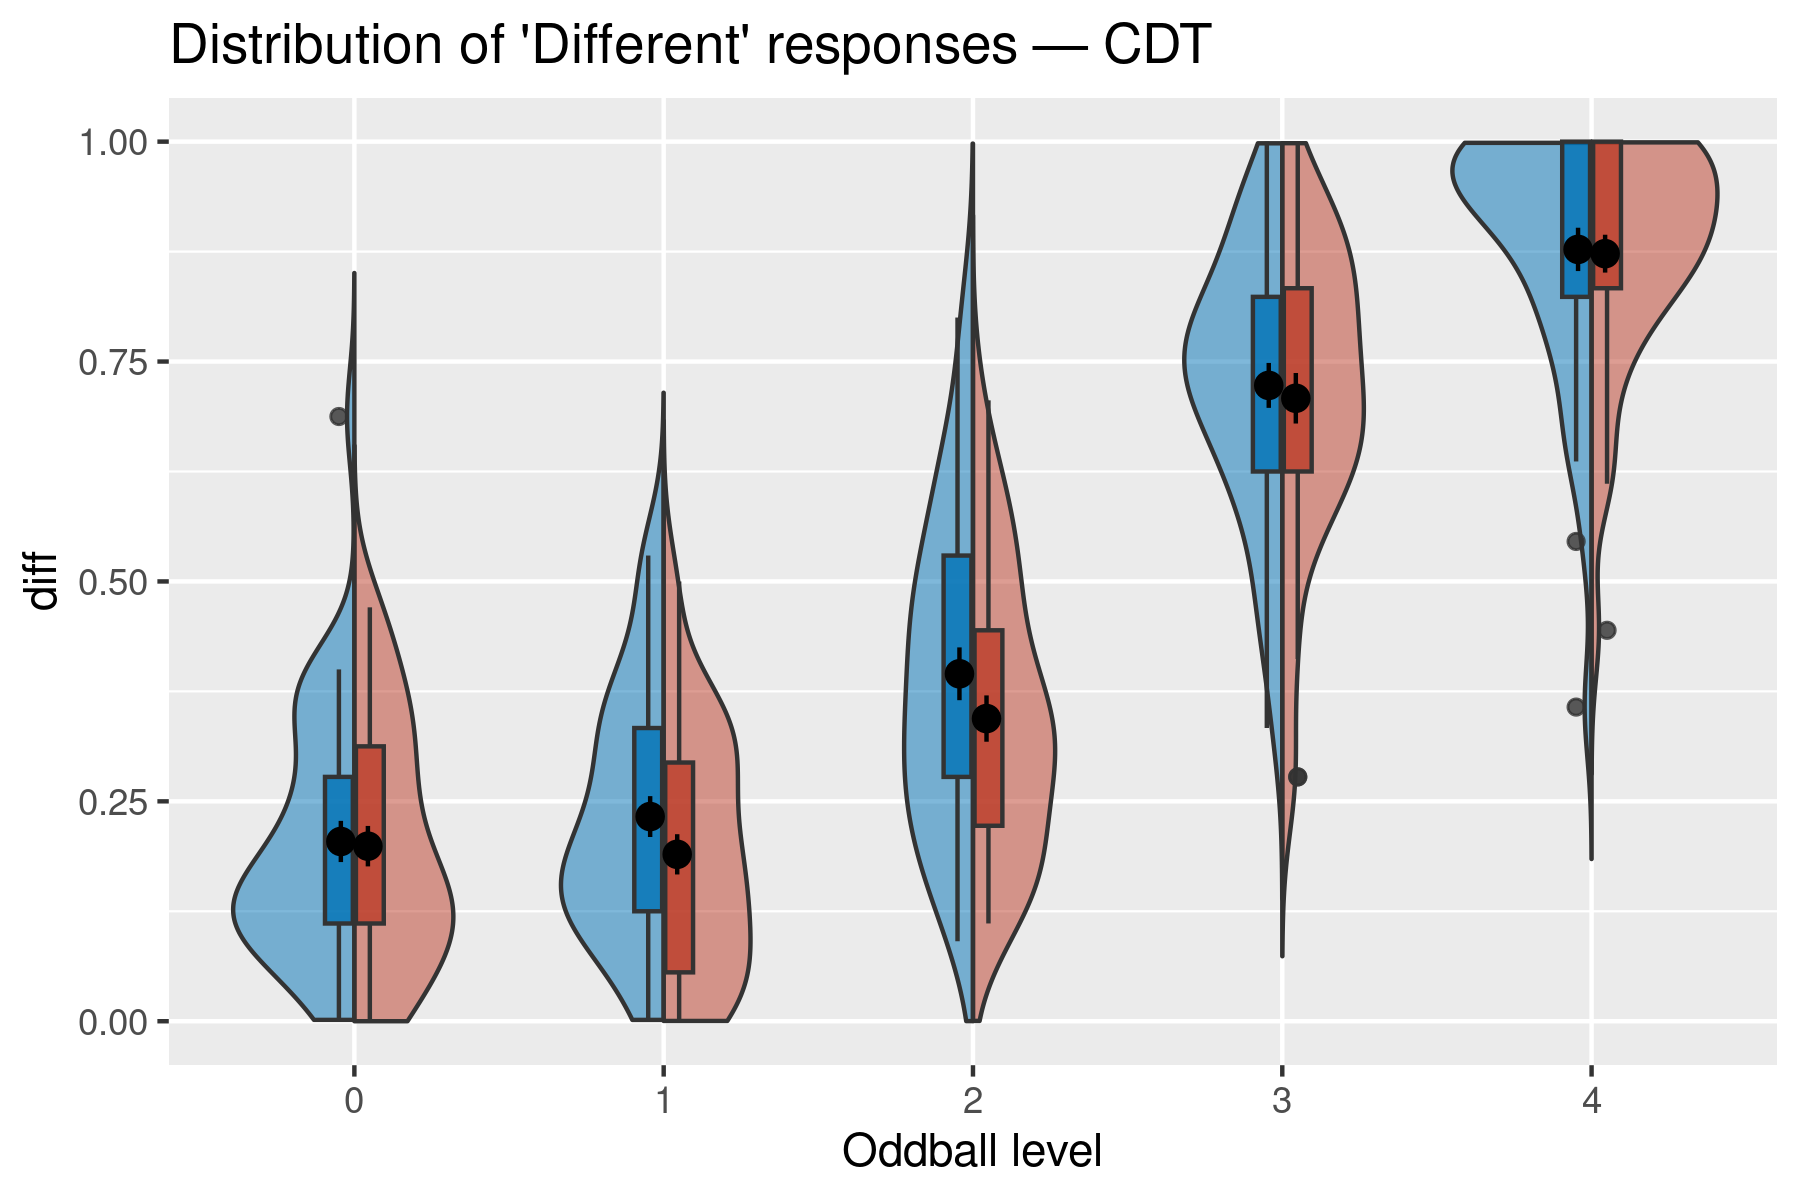 Distribution of 'Different' responses — CDT
1.00
0.75
0.50
0.25
0.00
diff
0 1 2 3 4
Oddball level